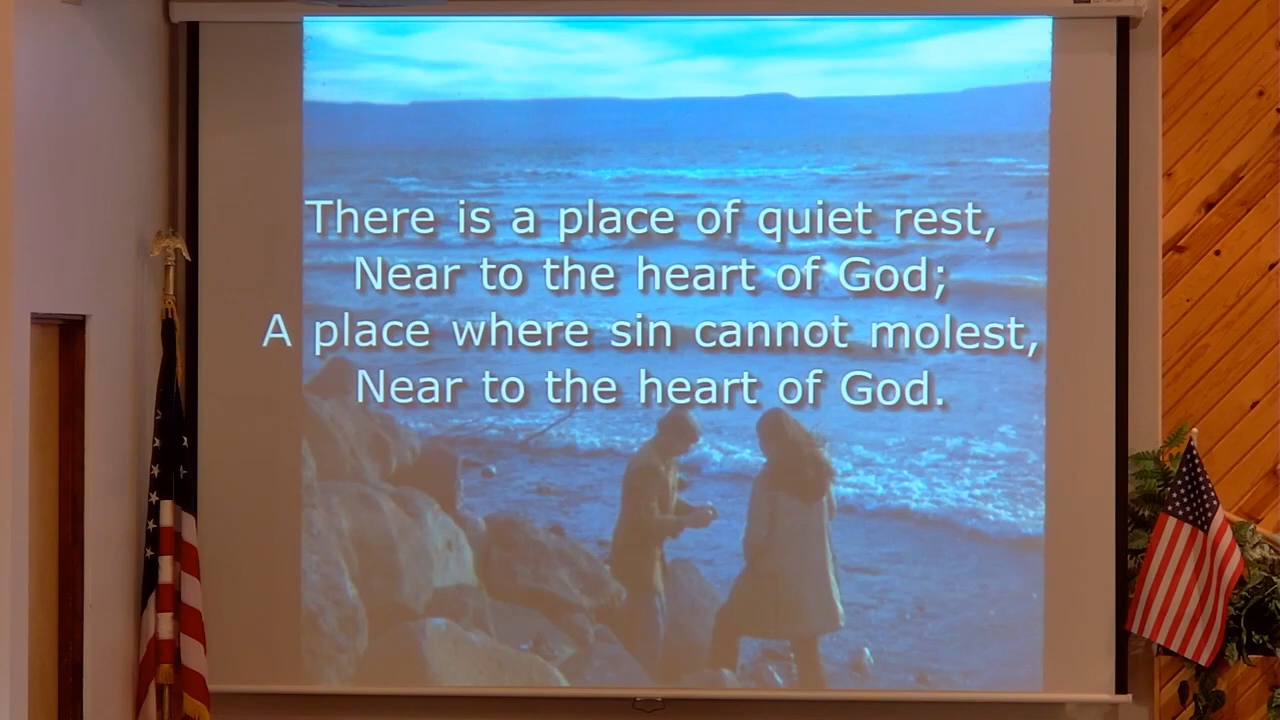 There is a place of quiet rest,
Near to the heart of God;
A place where sin cannot molest,
Near to the heart of God.